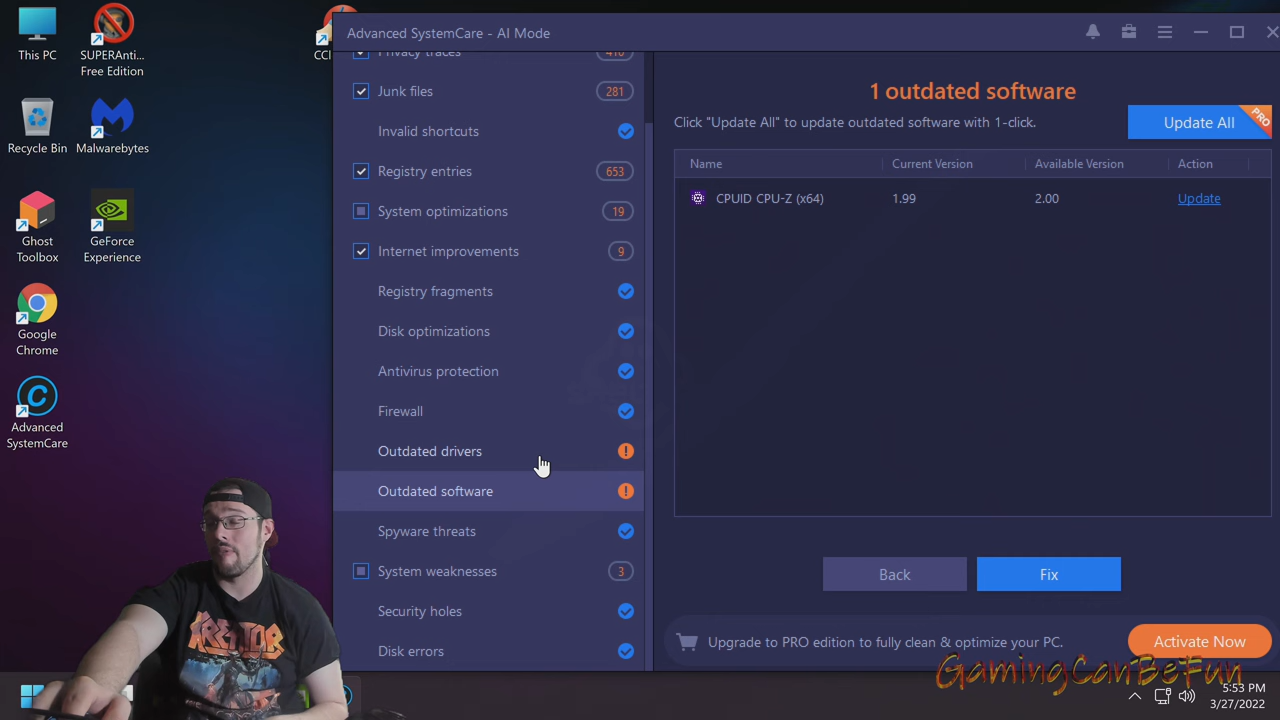 This PC
SUPERAnti...
Free Edition
CCl
Recycle Bin
Malwarebytes
Ghost
Toolbox
GeForce
Experience
Google
Chrome
Advanced
SystemCare
Advanced SystemCare - AI Mode
Privacy traces
Junk files 281
Invalid shortcuts
Registry entries 653
System optimizations 19
Internet improvements 9
Registry fragments
Disk optimizations
Antivirus protection
Firewall
Outdated drivers
Outdated software
Spyware threats
System weaknesses 3
Security holes
Disk errors
1 outdated software
Click "Update All" to update outdated software with 1-click.
Update All
PRO
Name Current Version Available Version Action
CPUID CPU-Z (x64) 1.99 2.00 Update
Back
Fix
Upgrade to PRO edition to fully clean & optimize your PC.
Activate Now
GamingCanBeFun
5:53 PM
3/27/2022
KREATOR